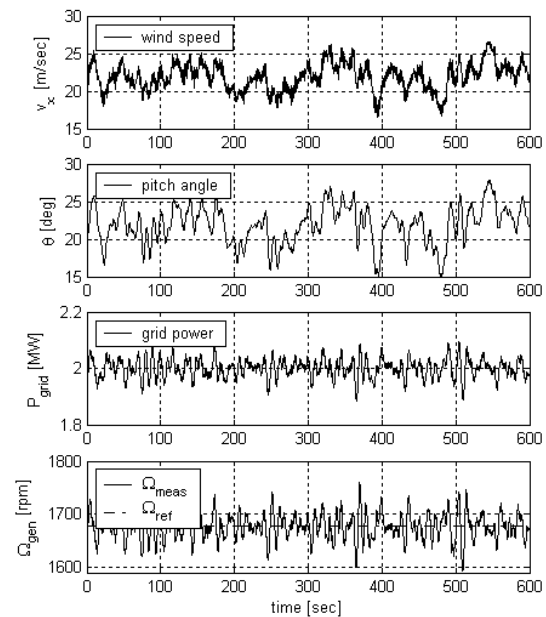 30
25
20
15
v_x [m/sec]
wind speed
0 100 200 300 400 500 600
30
25
20
15
θ [deg]
pitch angle
0 100 200 300 400 500 600
2.2
2
1.8
P_grid [MW]
grid power
0 100 200 300 400 500 600
1800
1700
1600
Ω_gen [rpm]
Ω_meas
Ω_ref
0 100 200 300 400 500 600
time [sec]